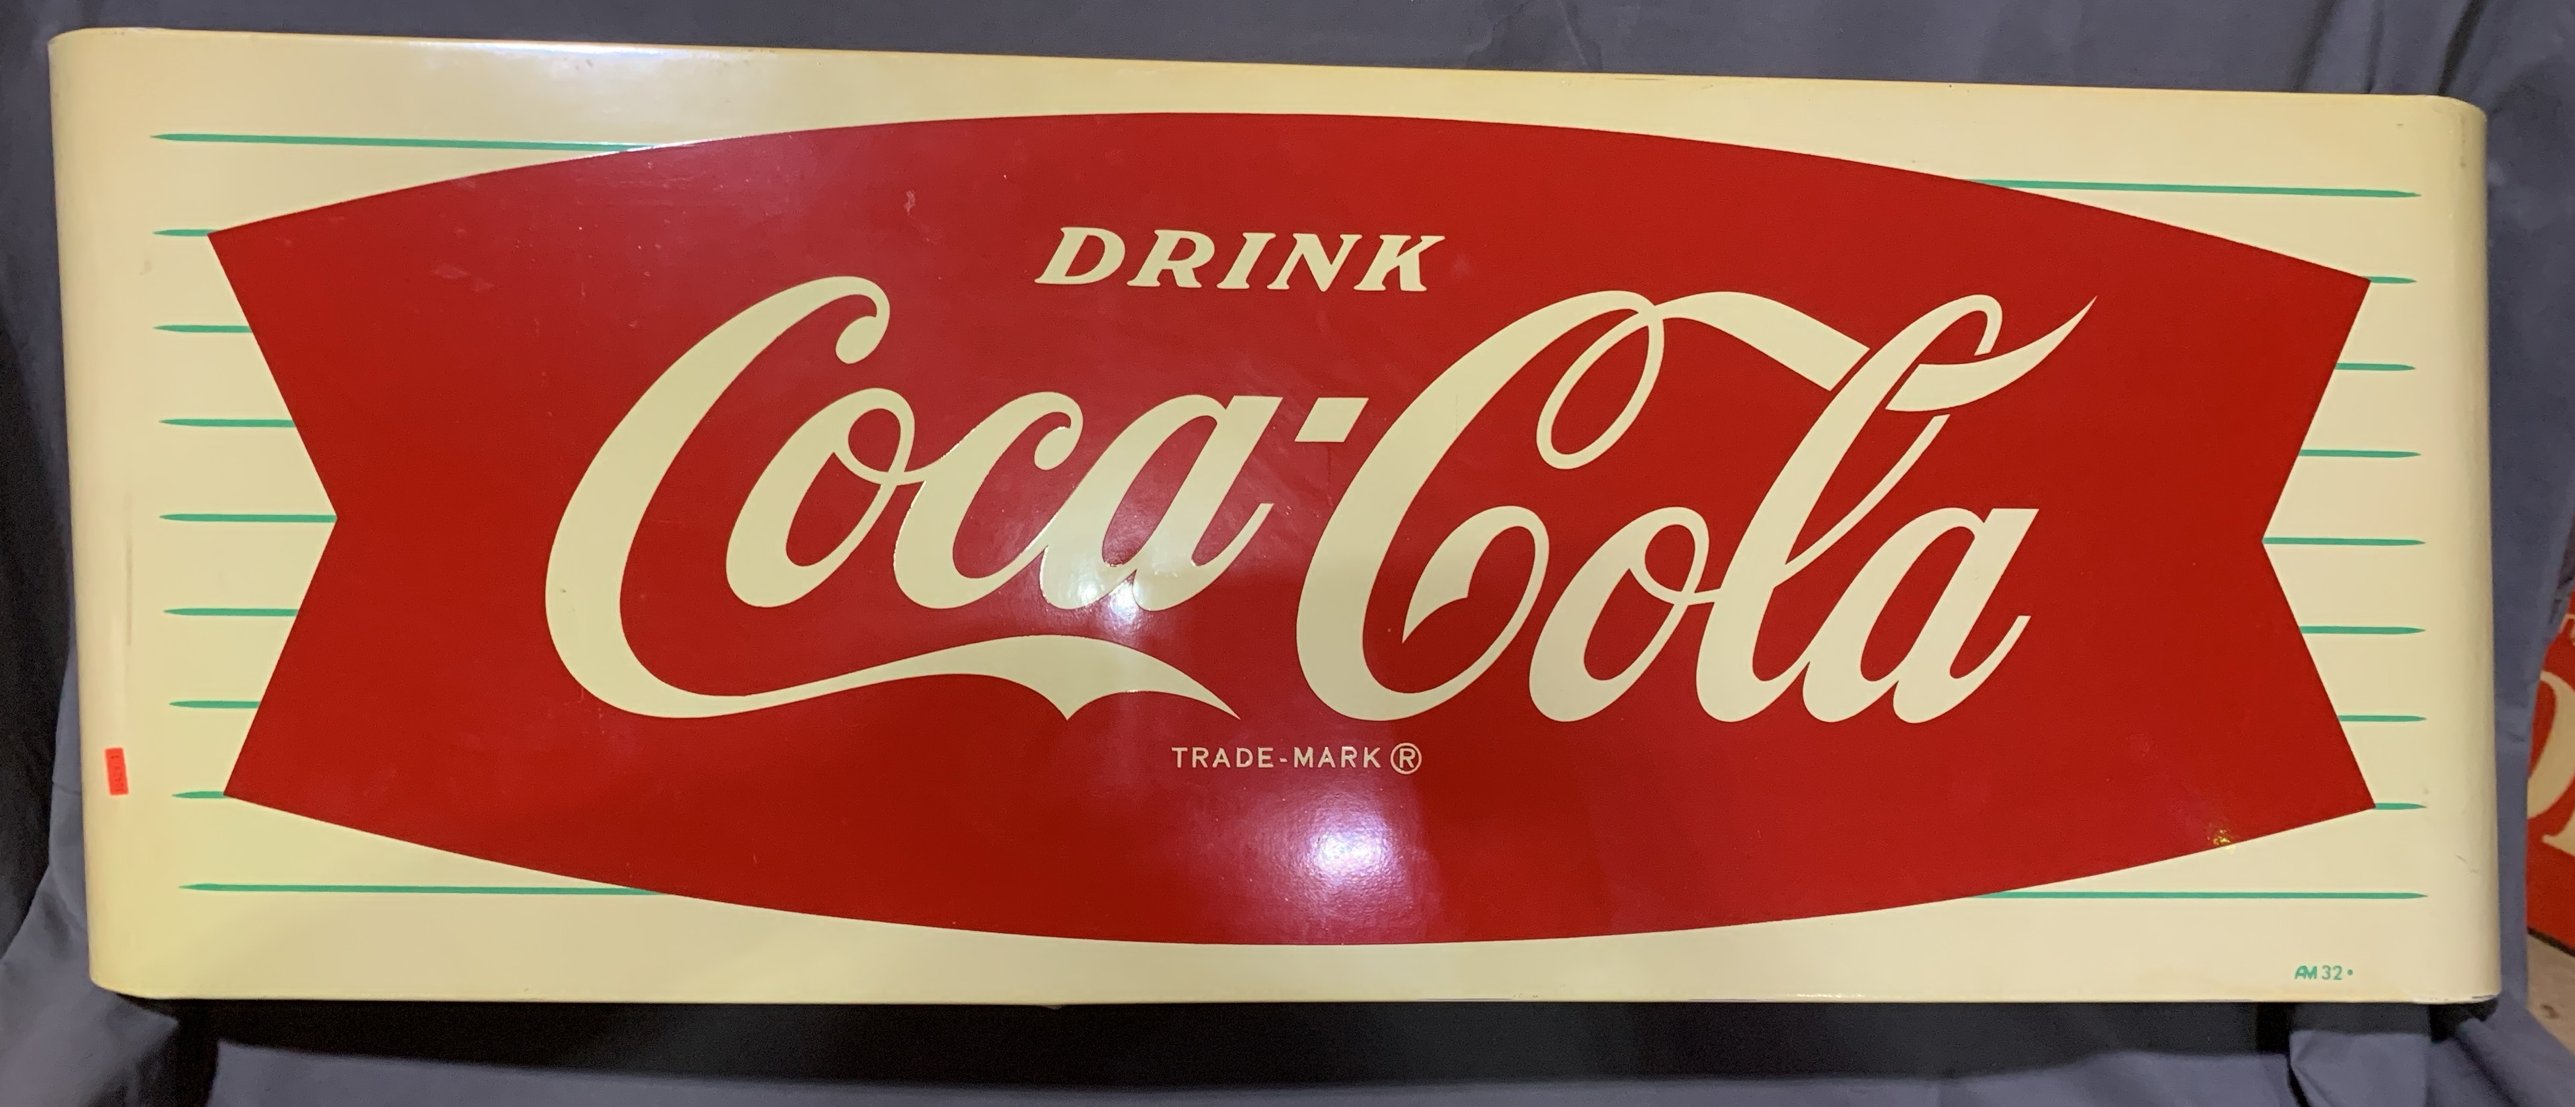 DRINK
Coca-Cola
TRADE-MARK ®
AM 32 •